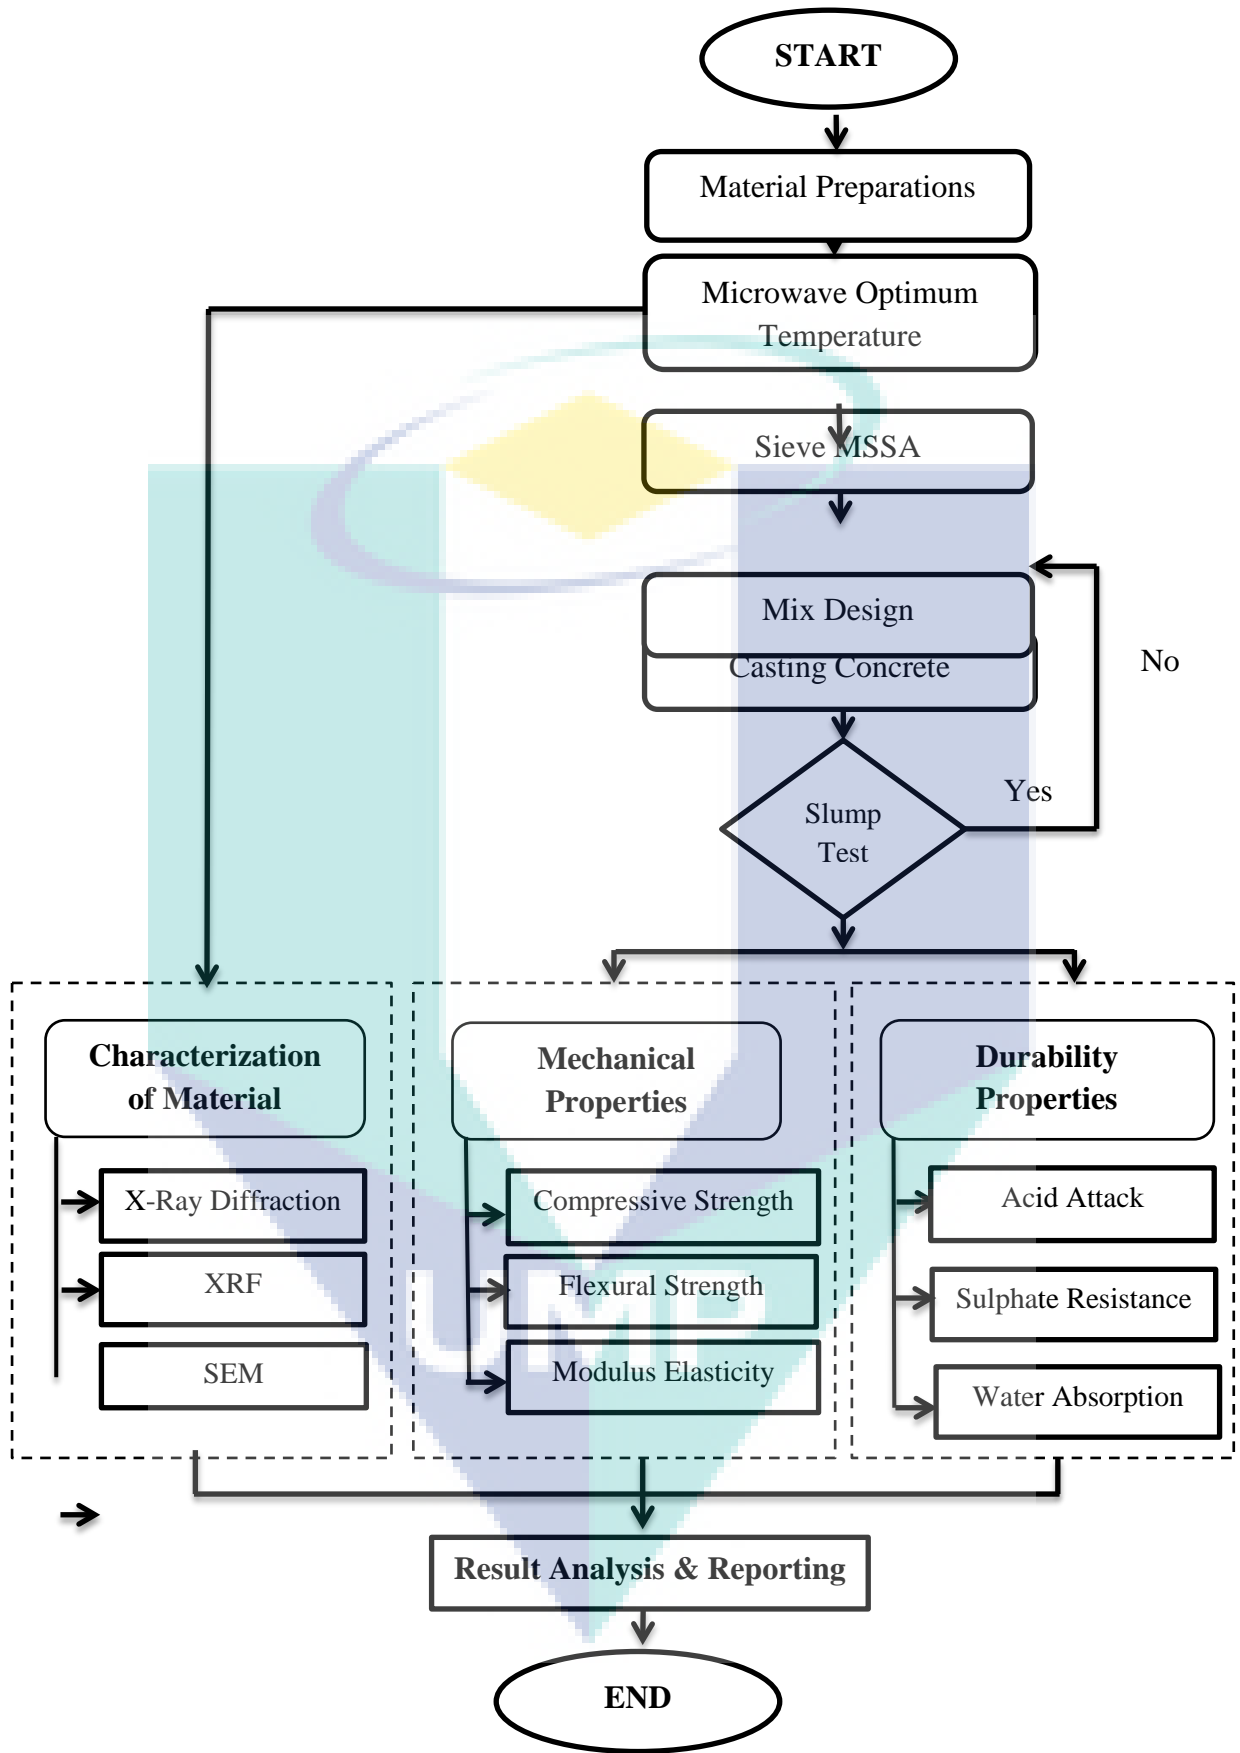 START
Material Preparations
Microwave Optimum
Temperature
Sieve MSSA
Mix Design
Casting Concrete
No
Yes
Slump
Test
Characterization
of Material
X-Ray Diffraction
XRF
SEM
Mechanical
Properties
Compressive Strength
Flexural Strength
Modulus Elasticity
Durability
Properties
Acid Attack
Sulphate Resistance
Water Absorption
UMP
Result Analysis & Reporting
END